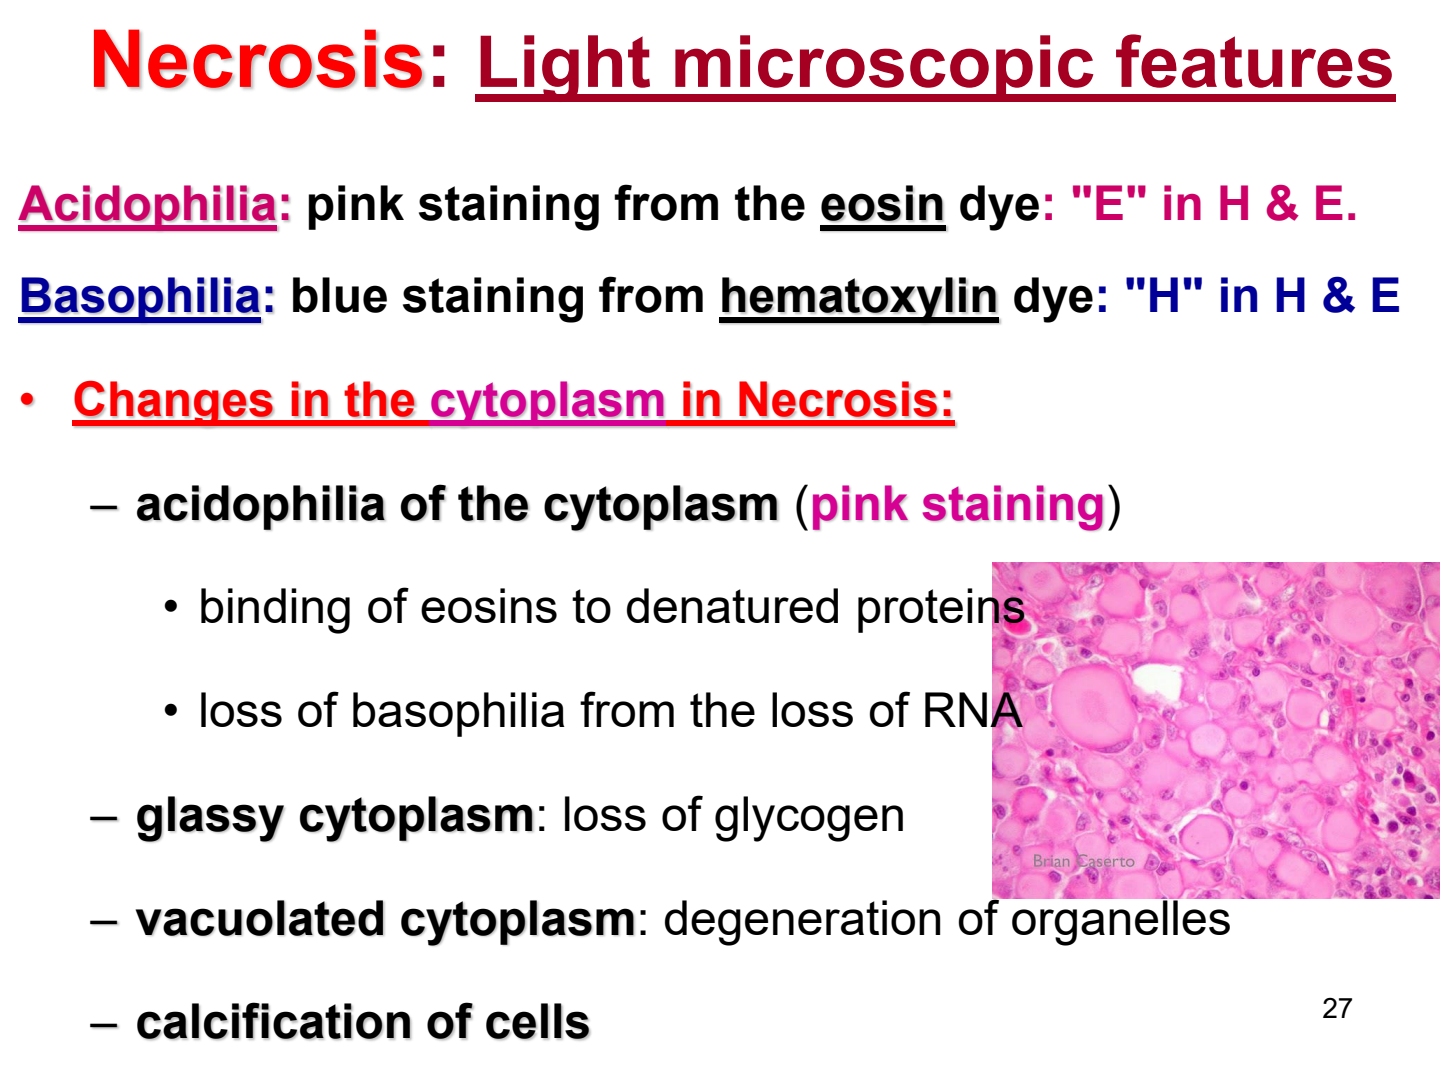 Necrosis: Light microscopic features
Acidophilia: pink staining from the eosin dye: "E" in H & E.
Basophilia: blue staining from hematoxylin dye: "H" in H & E
• Changes in the cytoplasm in Necrosis:
– acidophilia of the cytoplasm (pink staining)
• binding of eosins to denatured proteins
• loss of basophilia from the loss of RNA
– glassy cytoplasm: loss of glycogen
Brian Caserto
– vacuolated cytoplasm: degeneration of organelles
– calcification of cells
27